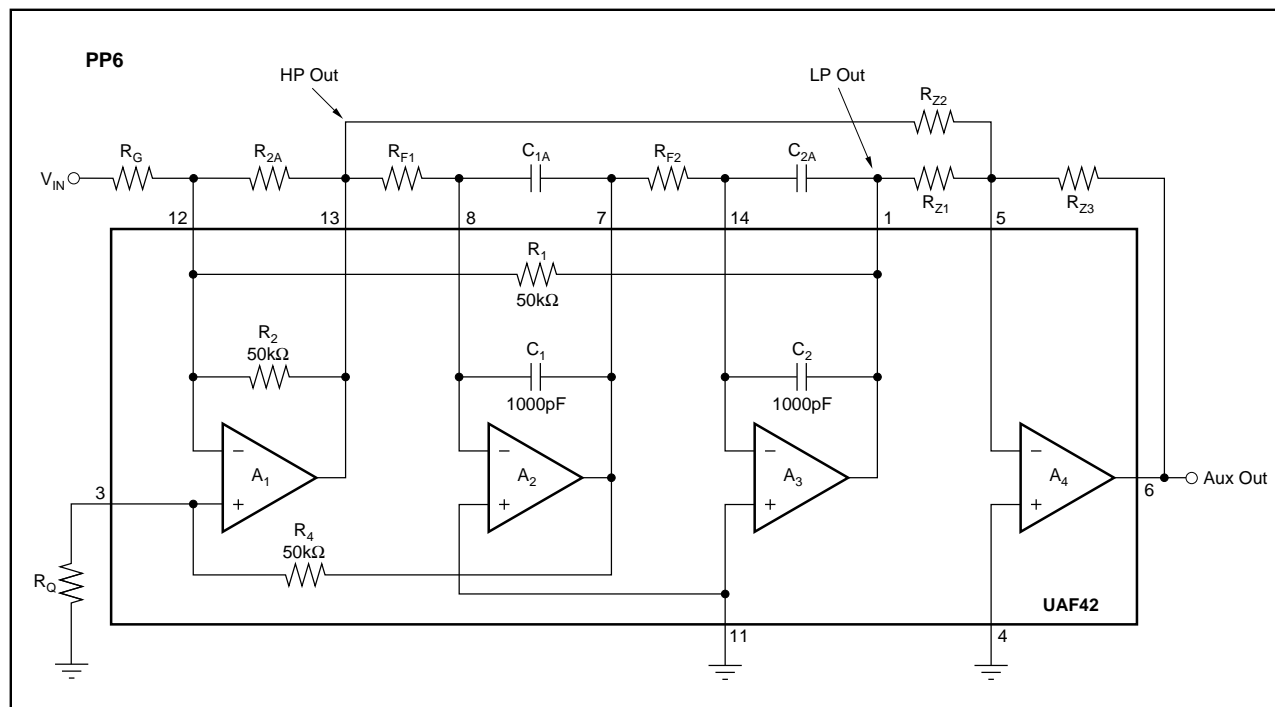 PP6
HP Out
LP Out
R_Z2
R_G
R_2A
R_F1
C_1A
R_F2
C_2A
V_IN
R_Z1
R_Z3
12
13
8
7
14
1
5
R_1
50kΩ
R_2
50kΩ
C_1
1000pF
C_2
1000pF
A_1
A_2
A_3
A_4
3
6
Aux Out
R_4
50kΩ
R_Q
UAF42
11
4